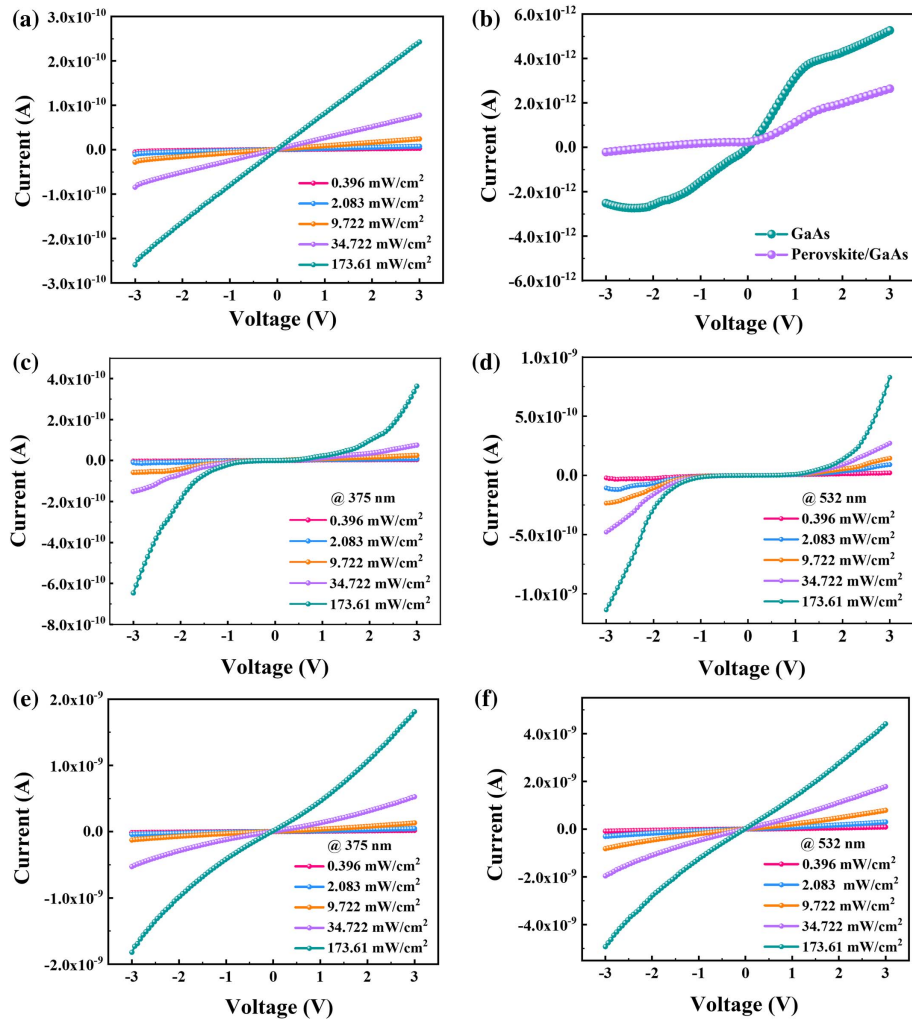 (a)
3.0x10⁻¹⁰
2.0x10⁻¹⁰
1.0x10⁻¹⁰
0.0
-1.0x10⁻¹⁰
-2.0x10⁻¹⁰
-3.0x10⁻¹⁰
Current (A)
-3 -2 -1 0 1 2 3
Voltage (V)
0.396 mW/cm²
2.083 mW/cm²
9.722 mW/cm²
34.722 mW/cm²
173.61 mW/cm²
(b)
6.0x10⁻¹²
4.0x10⁻¹²
2.0x10⁻¹²
0.0
-2.0x10⁻¹²
-4.0x10⁻¹²
-6.0x10⁻¹²
Current (A)
-3 -2 -1 0 1 2 3
Voltage (V)
GaAs
Perovskite/GaAs
(c)
4.0x10⁻¹⁰
2.0x10⁻¹⁰
0.0
-2.0x10⁻¹⁰
-4.0x10⁻¹⁰
-6.0x10⁻¹⁰
-8.0x10⁻¹⁰
Current (A)
-3 -2 -1 0 1 2 3
Voltage (V)
@ 375 nm
0.396 mW/cm²
2.083 mW/cm²
9.722 mW/cm²
34.722 mW/cm²
173.61 mW/cm²
(d)
1.0x10⁻⁹
5.0x10⁻¹⁰
0.0
-5.0x10⁻¹⁰
-1.0x10⁻⁹
Current (A)
-3 -2 -1 0 1 2 3
Voltage (V)
@ 532 nm
0.396 mW/cm²
2.083 mW/cm²
9.722 mW/cm²
34.722 mW/cm²
173.61 mW/cm²
(e)
2.0x10⁻⁹
1.0x10⁻⁹
0.0
-1.0x10⁻⁹
-2.0x10⁻⁹
Current (A)
-3 -2 -1 0 1 2 3
Voltage (V)
@ 375 nm
0.396 mW/cm²
2.083 mW/cm²
9.722 mW/cm²
34.722 mW/cm²
173.61 mW/cm²
(f)
4.0x10⁻⁹
2.0x10⁻⁹
0.0
-2.0x10⁻⁹
-4.0x10⁻⁹
Current (A)
-3 -2 -1 0 1 2 3
Voltage (V)
@ 532 nm
0.396 mW/cm²
2.083 mW/cm²
9.722 mW/cm²
34.722 mW/cm²
173.61 mW/cm²